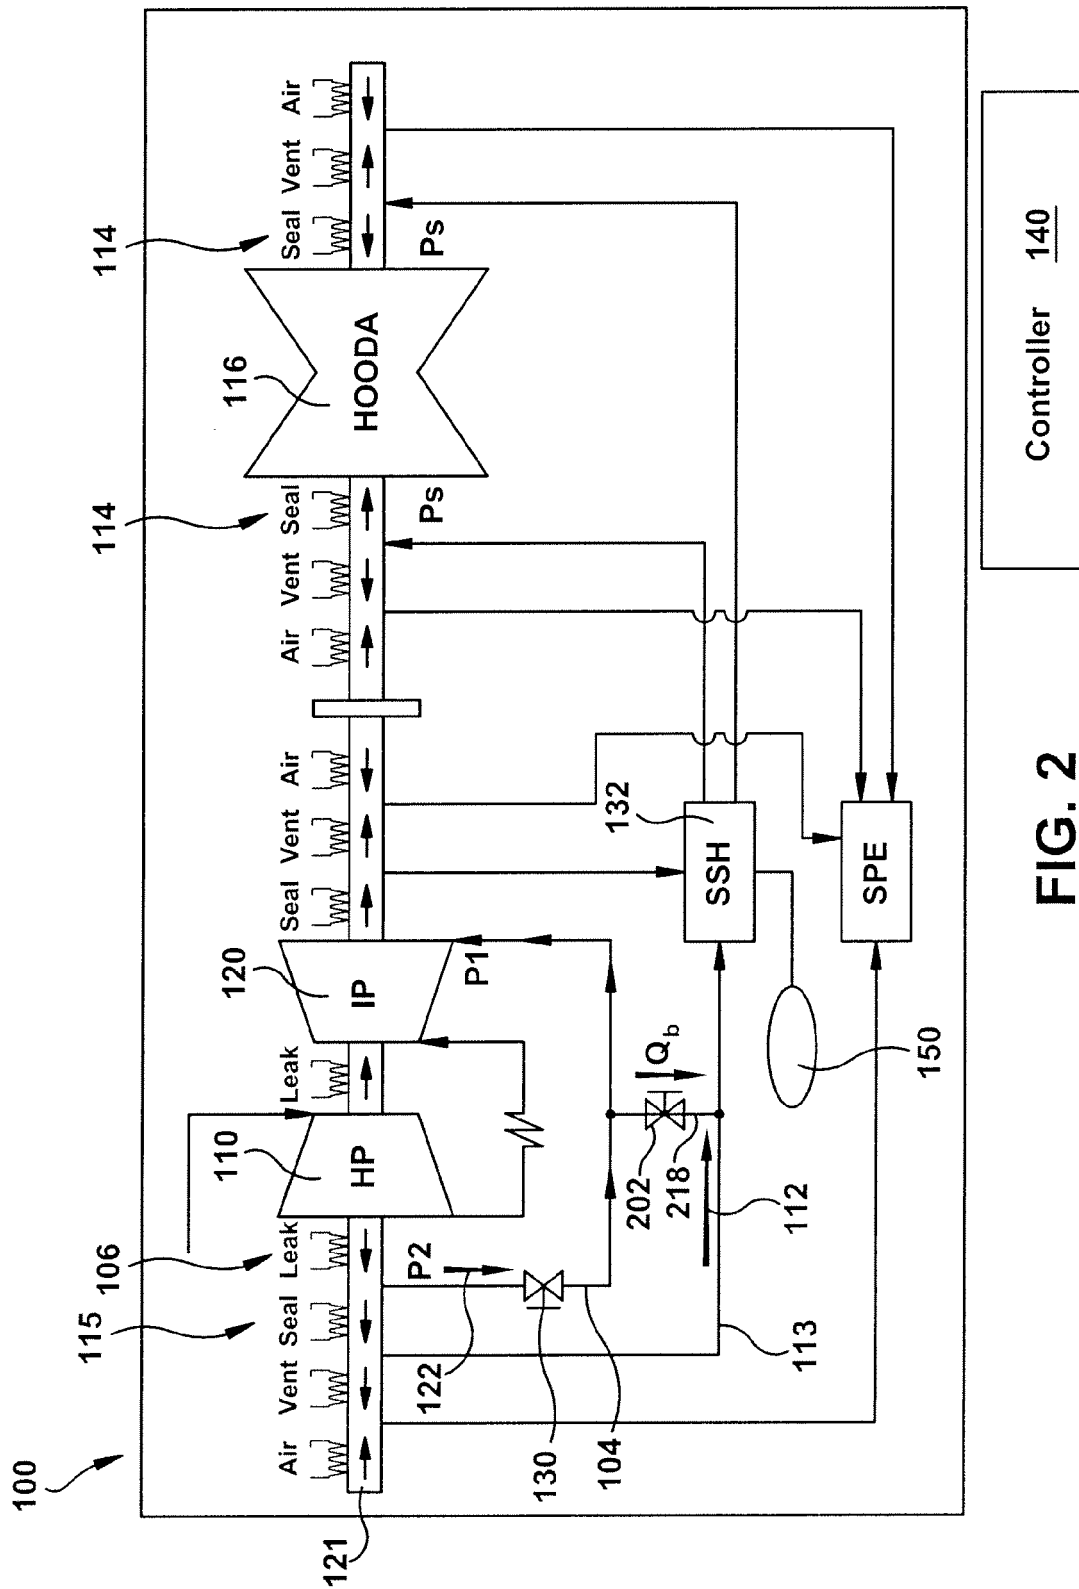 100
121
Air
Vent
Seal
Leak
115
106
HP
110
Leak
IP
120
Seal
Vent
Air
Air
Vent
Seal
114
HOODA
116
Seal
Vent
Air
114
P2
122
130
104
113
112
202
218
Qb
P1
Ps
Ps
SSH
132
150
SPE
Controller 140
FIG. 2